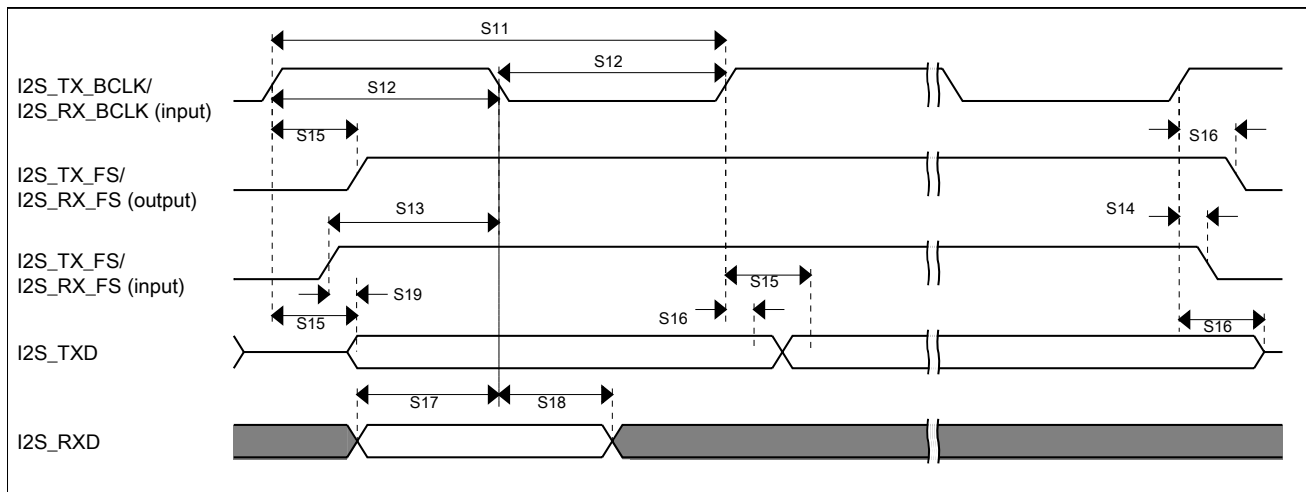 S11
S12
I2S_TX_BCLK/
I2S_RX_BCLK (input)
S12
S15
S16
I2S_TX_FS/
I2S_RX_FS (output)
S13
S14
I2S_TX_FS/
I2S_RX_FS (input)
S15
S19
S16
S15
S16
I2S_TXD
S17
S18
I2S_RXD